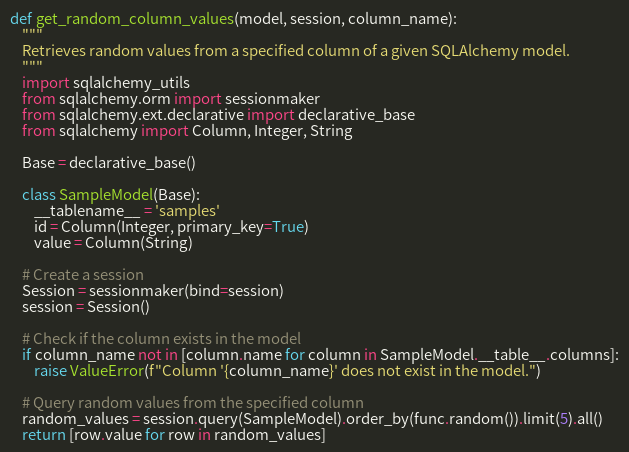 def get_random_column_values(model, session, column_name):
    """
    Retrieves random values from a specified column of a given SQLAlchemy model.
    """
    import sqlalchemy_utils
    from sqlalchemy.orm import sessionmaker
    from sqlalchemy.ext.declarative import declarative_base
    from sqlalchemy import Column, Integer, String

    Base = declarative_base()

    class SampleModel(Base):
        __tablename__ = 'samples'
        id = Column(Integer, primary_key=True)
        value = Column(String)

    # Create a session
    Session = sessionmaker(bind=session)
    session = Session()

    # Check if the column exists in the model
    if column_name not in [column.name for column in SampleModel.__table__.columns]:
        raise ValueError(f"Column '{column_name}' does not exist in the model.")

    # Query random values from the specified column
    random_values = session.query(SampleModel).order_by(func.random()).limit(5).all()
    return [row.value for row in random_values]